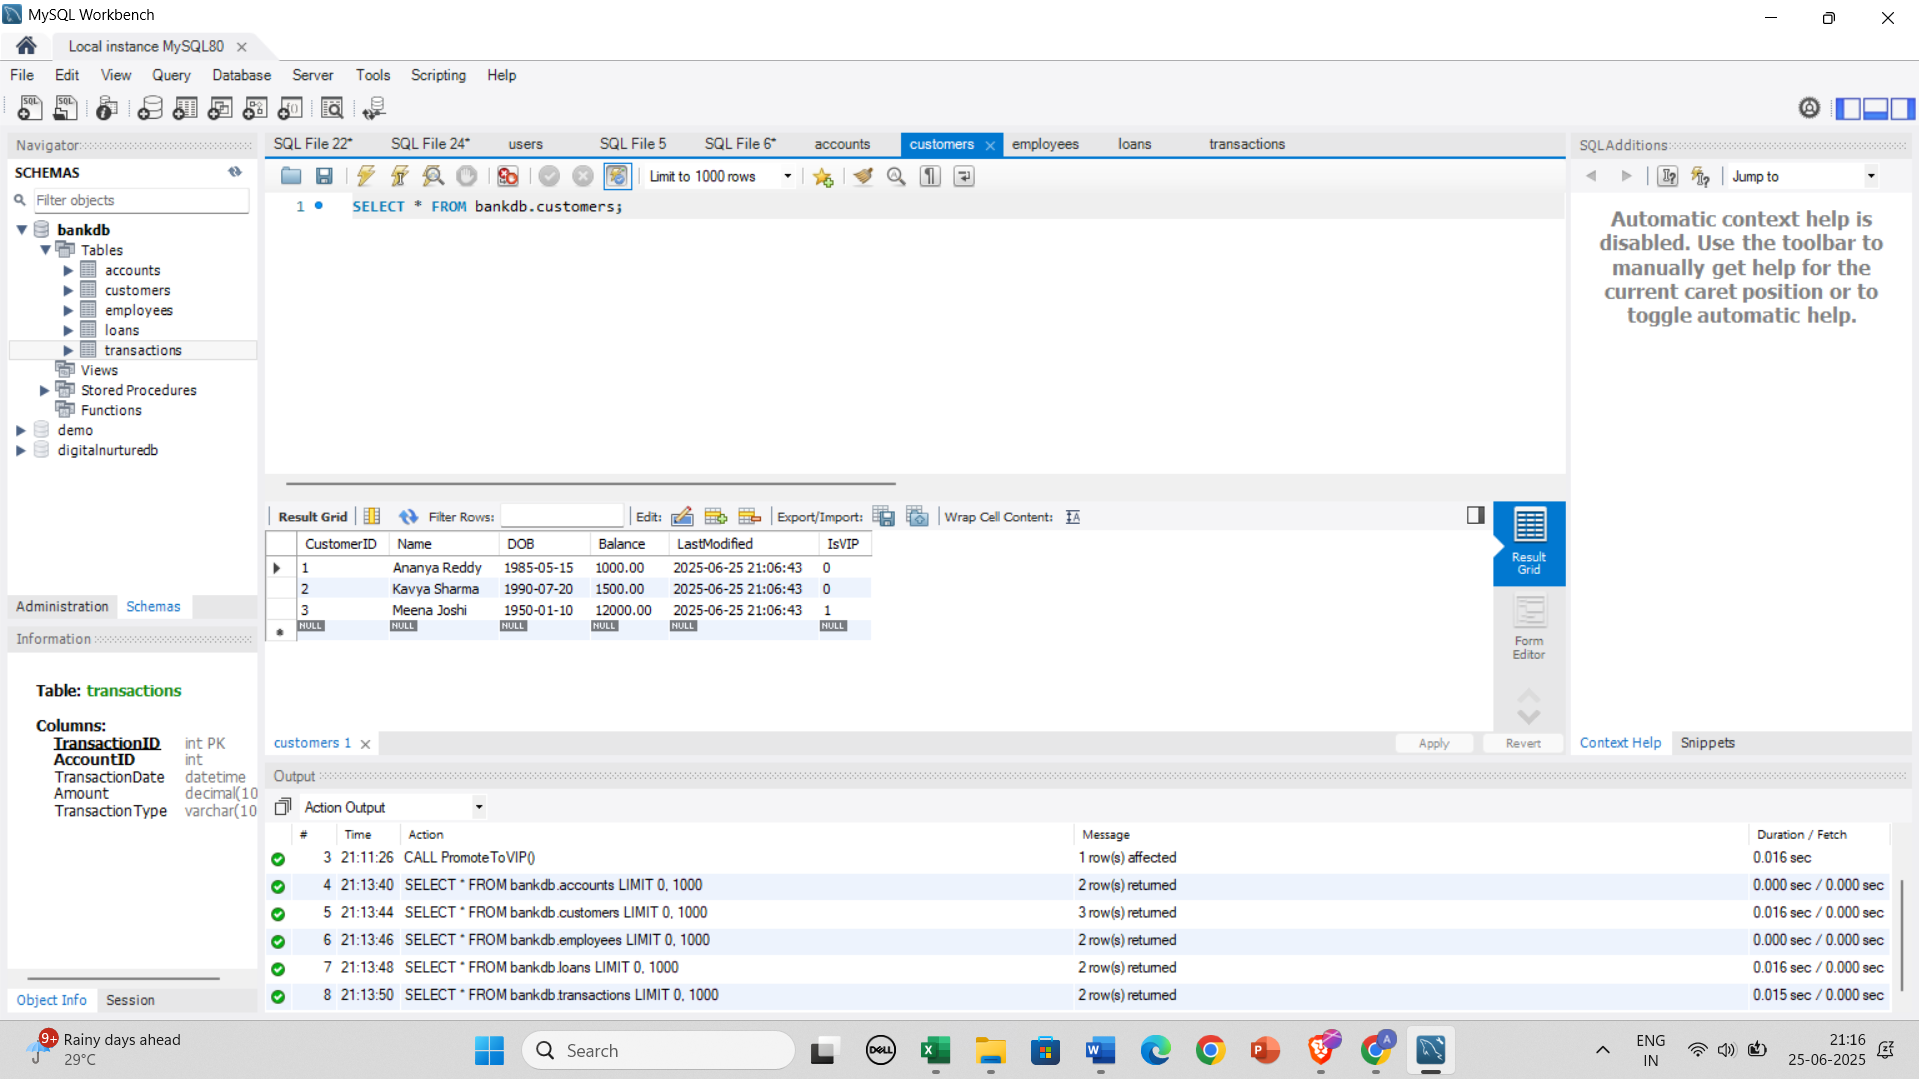 MySQL Workbench
Local instance MySQL80
File Edit View Query Database Server Tools Scripting Help
Navigator
SCHEMAS
Filter objects
bankdb
Tables
accounts
customers
employees
loans
transactions
Views
Stored Procedures
Functions
demo
digitalnurturedb
Administration Schemas
Information
Table: transactions
Columns:
TransactionID int PK
AccountID int
TransactionDate datetime
Amount decimal(10
TransactionType varchar(10
Object Info Session
SQL File 22* SQL File 24* users SQL File 5 SQL File 6* accounts customers employees loans transactions
Limit to 1000 rows
1 SELECT * FROM bankdb.customers;
Result Grid Filter Rows: Edit: Export/Import: Wrap Cell Content:
CustomerID Name DOB Balance LastModified IsVIP
1 Ananya Reddy 1985-05-15 1000.00 2025-06-25 21:06:43 0
2 Kavya Sharma 1990-07-20 1500.00 2025-06-25 21:06:43 0
3 Meena Joshi 1950-01-10 12000.00 2025-06-25 21:06:43 1
NULL NULL NULL NULL NULL NULL
Result
Grid
Form
Editor
customers 1 Apply Revert
Output
Action Output
# Time Action Message Duration / Fetch
3 21:11:26 CALL PromoteToVIP() 1 row(s) affected 0.016 sec
4 21:13:40 SELECT * FROM bankdb.accounts LIMIT 0, 1000 2 row(s) returned 0.000 sec / 0.000 sec
5 21:13:44 SELECT * FROM bankdb.customers LIMIT 0, 1000 3 row(s) returned 0.016 sec / 0.000 sec
6 21:13:46 SELECT * FROM bankdb.employees LIMIT 0, 1000 2 row(s) returned 0.000 sec / 0.000 sec
7 21:13:48 SELECT * FROM bankdb.loans LIMIT 0, 1000 2 row(s) returned 0.016 sec / 0.000 sec
8 21:13:50 SELECT * FROM bankdb.transactions LIMIT 0, 1000 2 row(s) returned 0.015 sec / 0.000 sec
SQLAdditions
Jump to
Automatic context help is
disabled. Use the toolbar to
manually get help for the
current caret position or to
toggle automatic help.
Context Help Snippets
9+
Rainy days ahead
29°C
Search
DELL
ENG
IN
21:16
25-06-2025